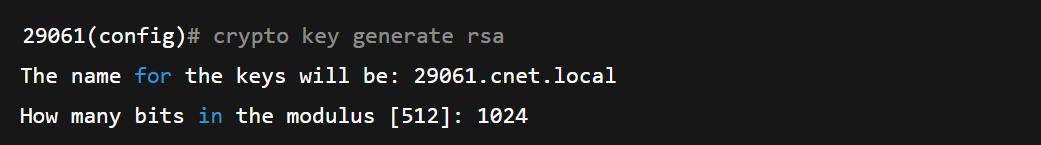 29061(config)# crypto key generate rsa
The name for the keys will be: 29061.cnet.local
How many bits in the modulus [512]: 1024